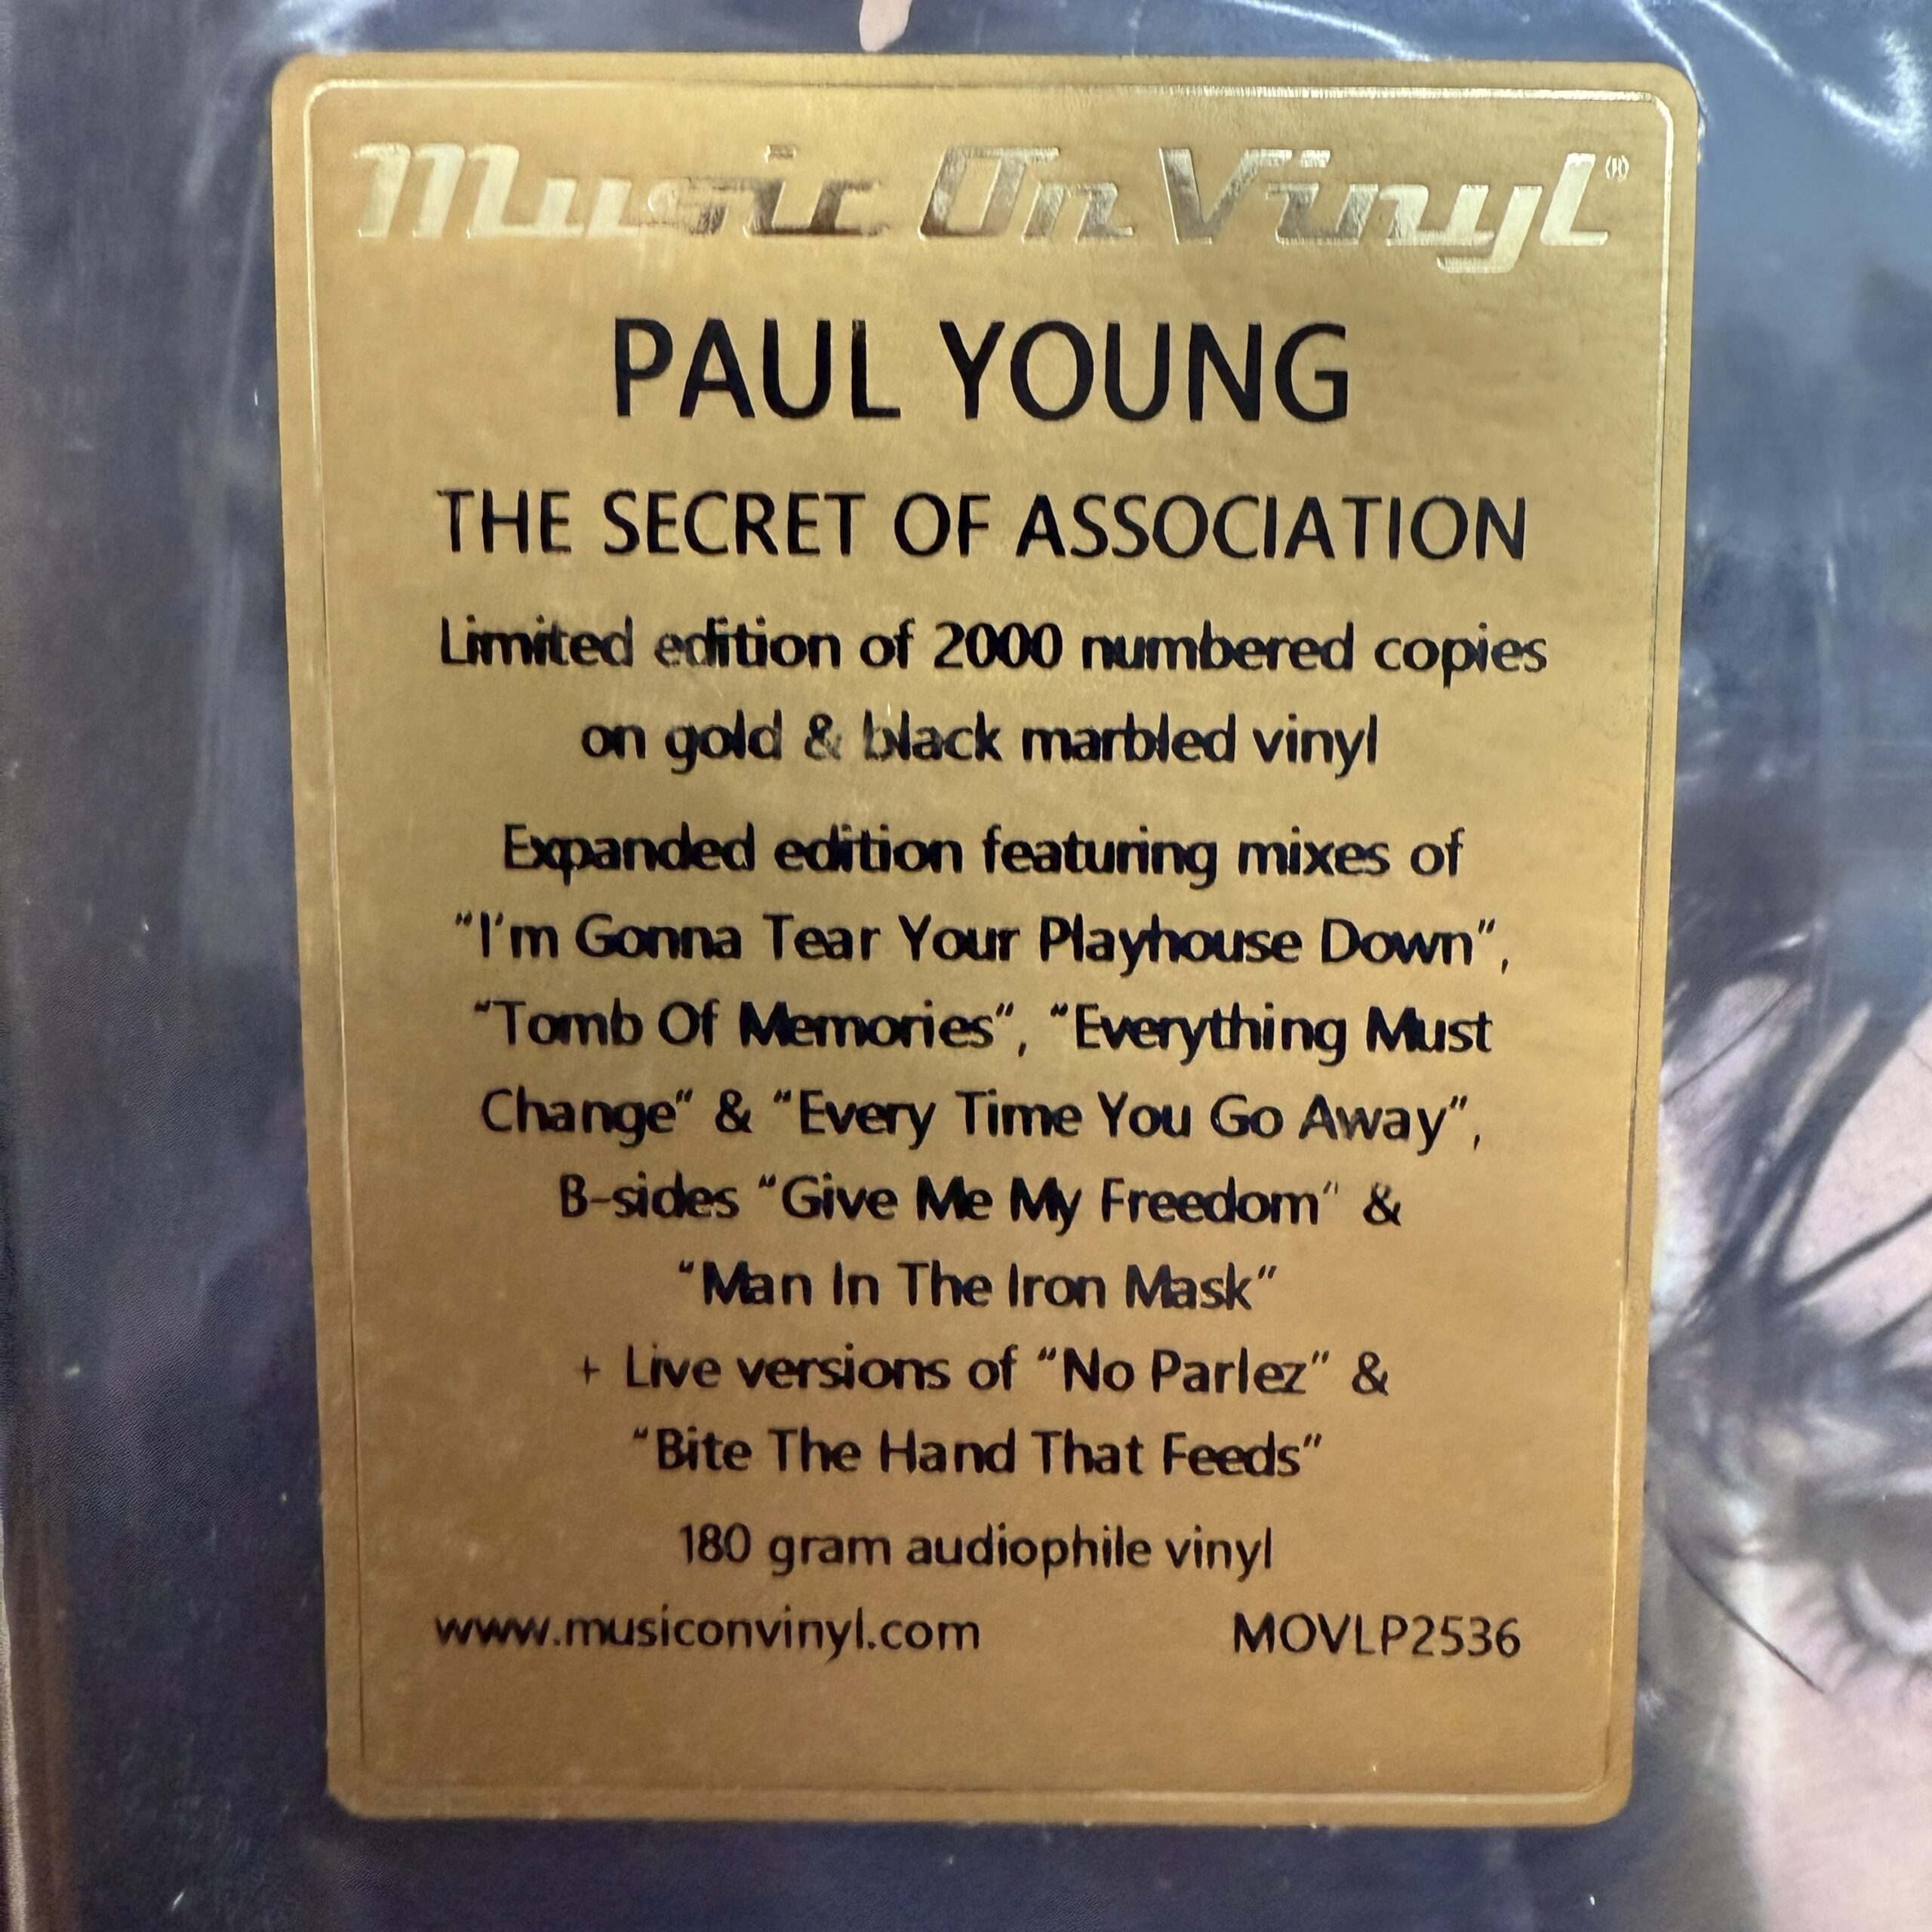 Music On Vinyl®
PAUL YOUNG
THE SECRET OF ASSOCIATION
Limited edition of 2000 numbered copies
on gold & black marbled vinyl
Expanded edition featuring mixes of
“I'm Gonna Tear Your Playhouse Down”,
“Tomb Of Memories”, “Everything Must
Change” & “Every Time You Go Away”,
B-sides “Give Me My Freedom” &
“Man In The Iron Mask”
+ Live versions of “No Parlez” &
“Bite The Hand That Feeds”
180 gram audiophile vinyl
www.musiconvinyl.com MOVLP2536